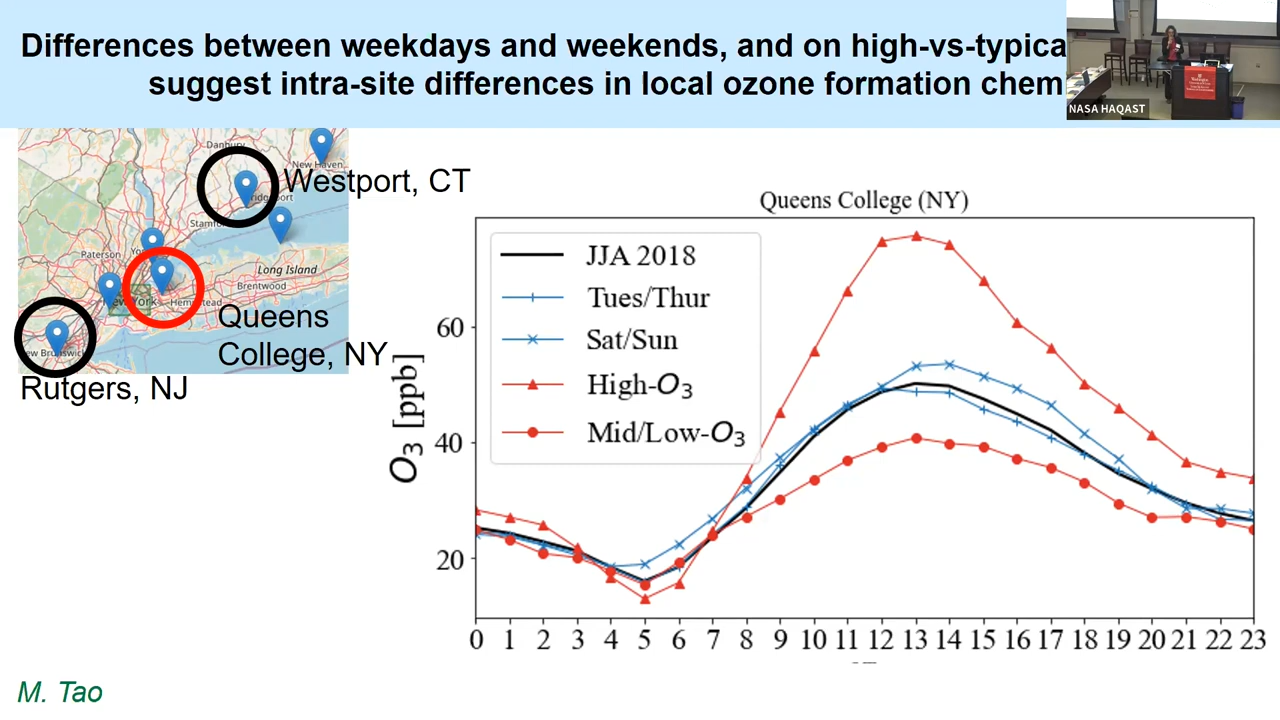 Differences between weekdays and weekends, and on high-vs-typica
suggest intra-site differences in local ozone formation chem
NASA HAQAST
Danbury
New Haven
Westport, CT
Stamf
Paterson
Yo
Long Island
Brentwood
New York
Hempstead
Queens
College, NY
ew Brunswick
Rutgers, NJ
Queens College (NY)
JJA 2018
Tues/Thur
Sat/Sun
High-O₃
Mid/Low-O₃
O₃ [ppb]
60
40
20
0 1 2 3 4 5 6 7 8 9 10 11 12 13 14 15 16 17 18 19 20 21 22 23
M. Tao